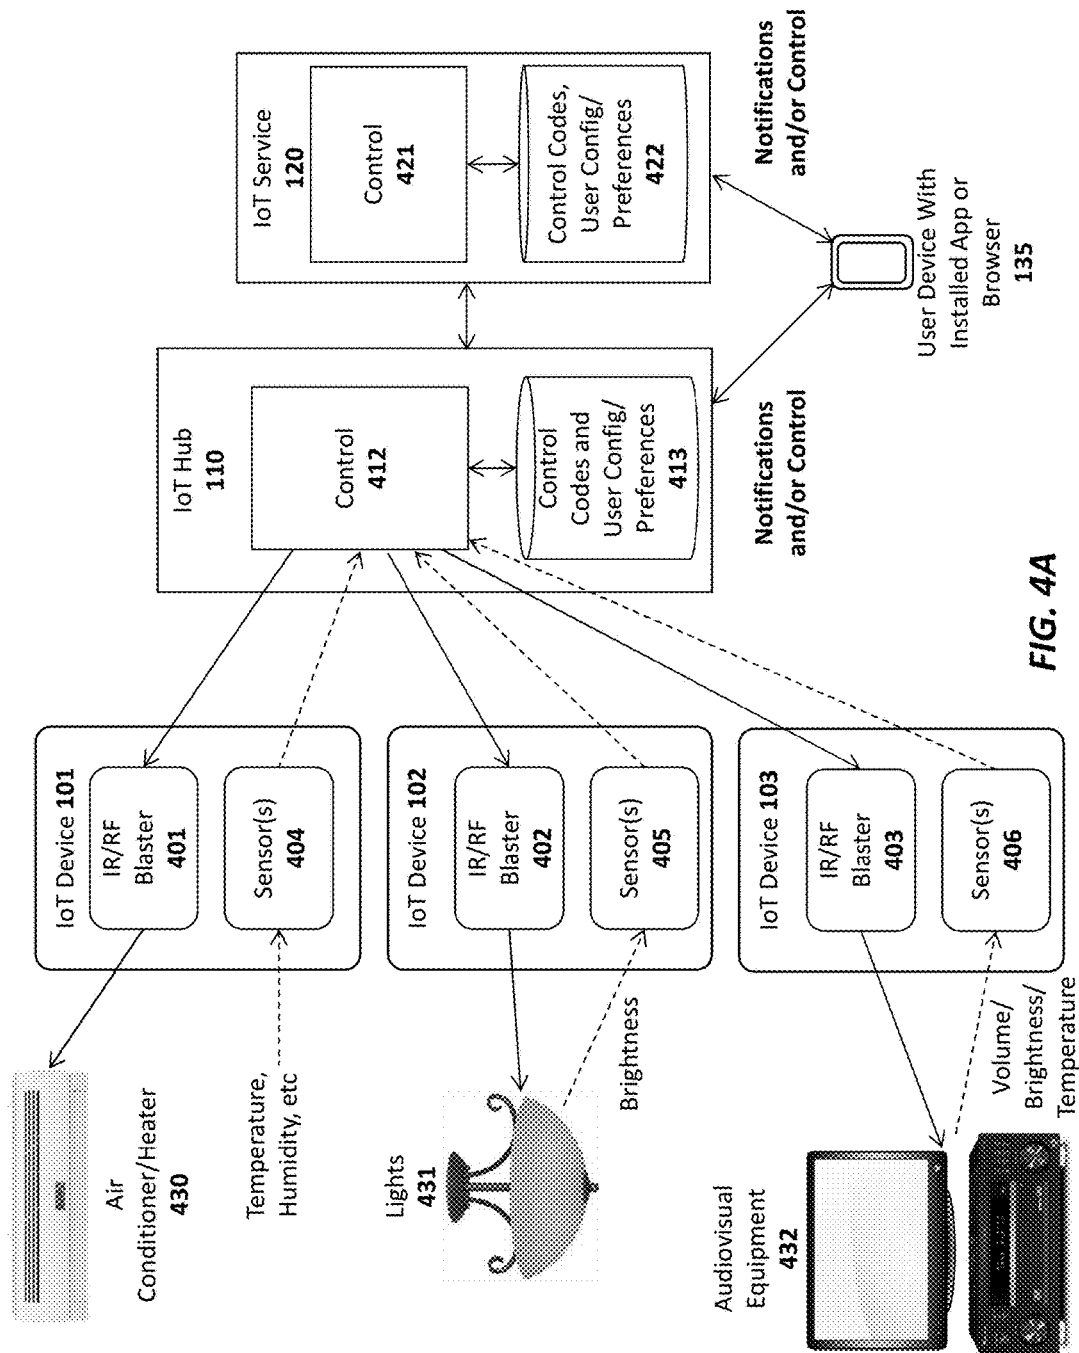 Air
Conditioner/Heater
430
Temperature,
Humidity, etc
IoT Device 101
IR/RF
Blaster
401
Sensor(s)
404
Lights
431
Brightness
IoT Device 102
IR/RF
Blaster
402
Sensor(s)
405
Audiovisual
Equipment
432
Volume/
Brightness/
Temperature
IoT Device 103
IR/RF
Blaster
403
Sensor(s)
406
IoT Hub
110
Control
412
Control
Codes and
User Config/
Preferences
413
Notifications
and/or Control
IoT Service
120
Control
421
Control Codes,
User Config/
Preferences
422
Notifications
and/or Control
User Device With
Installed App or
Browser
135
FIG. 4A